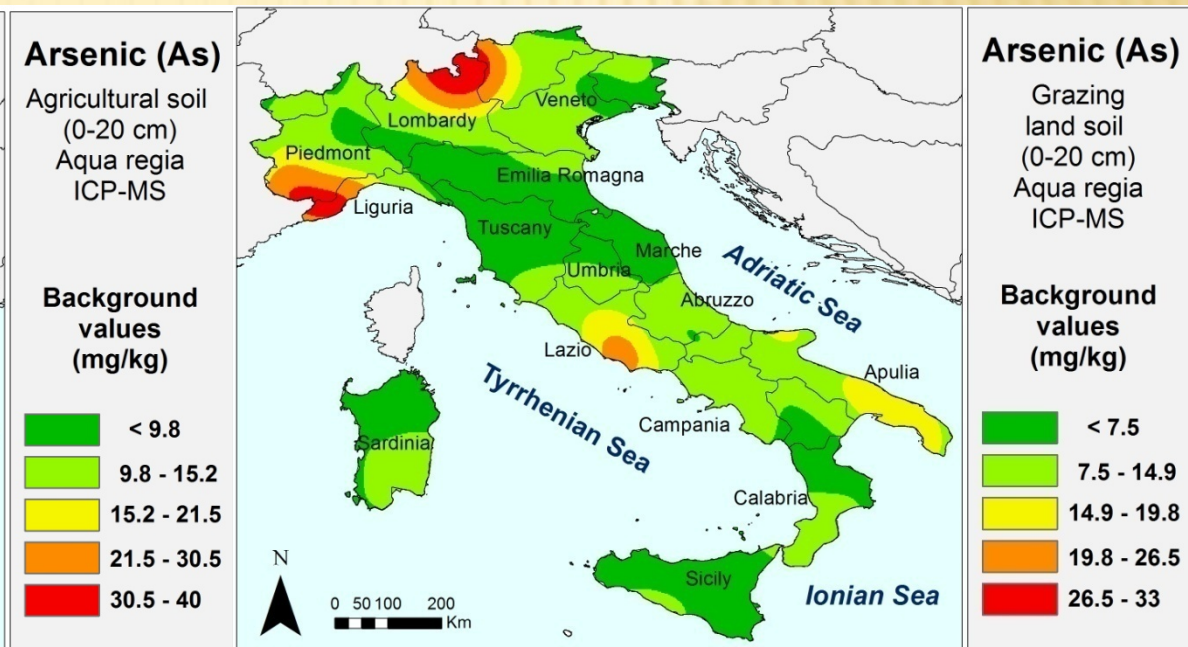 Arsenic (As)
Agricultural soil
(0-20 cm)
Aqua regia
ICP-MS
Background
values
(mg/kg)
< 9.8
9.8 - 15.2
15.2 - 21.5
21.5 - 30.5
30.5 - 40
Veneto
Lombardy
Piedmont
Emilia Romagna
Liguria
Tuscany
Marche
Umbria
Adriatic Sea
Abruzzo
Lazio
Apulia
Tyrrhenian Sea
Campania
Sardinia
Calabria
Sicily
Ionian Sea
N
0 50 100 200
Km
Arsenic (As)
Grazing
land soil
(0-20 cm)
Aqua regia
ICP-MS
Background
values
(mg/kg)
< 7.5
7.5 - 14.9
14.9 - 19.8
19.8 - 26.5
26.5 - 33